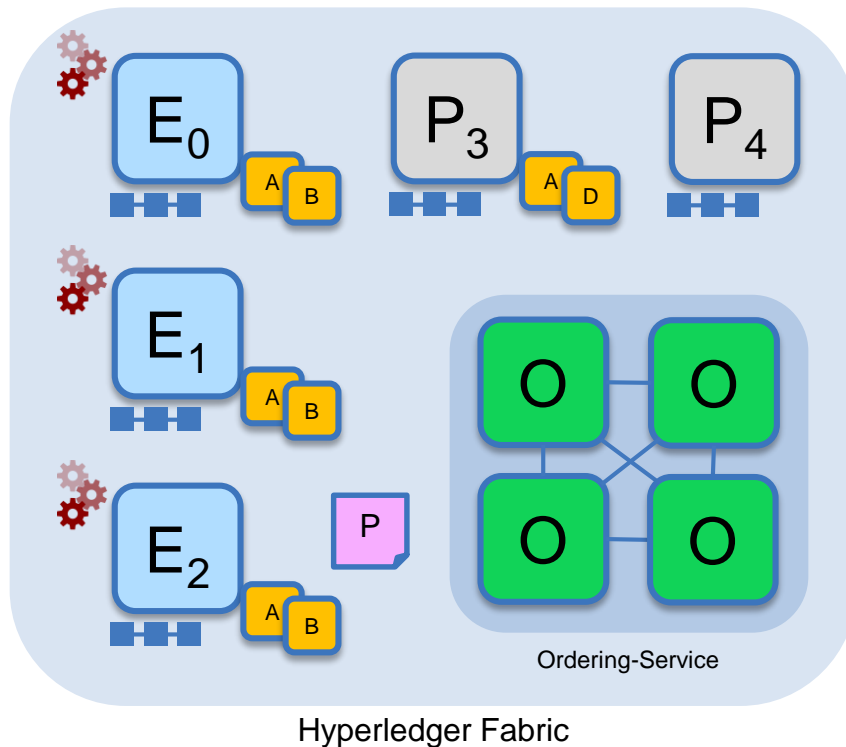 E0
A
B
P3
A
D
P4
E1
A
B
O
O
E2
A
B
P
O
O
Ordering-Service
Hyperledger Fabric